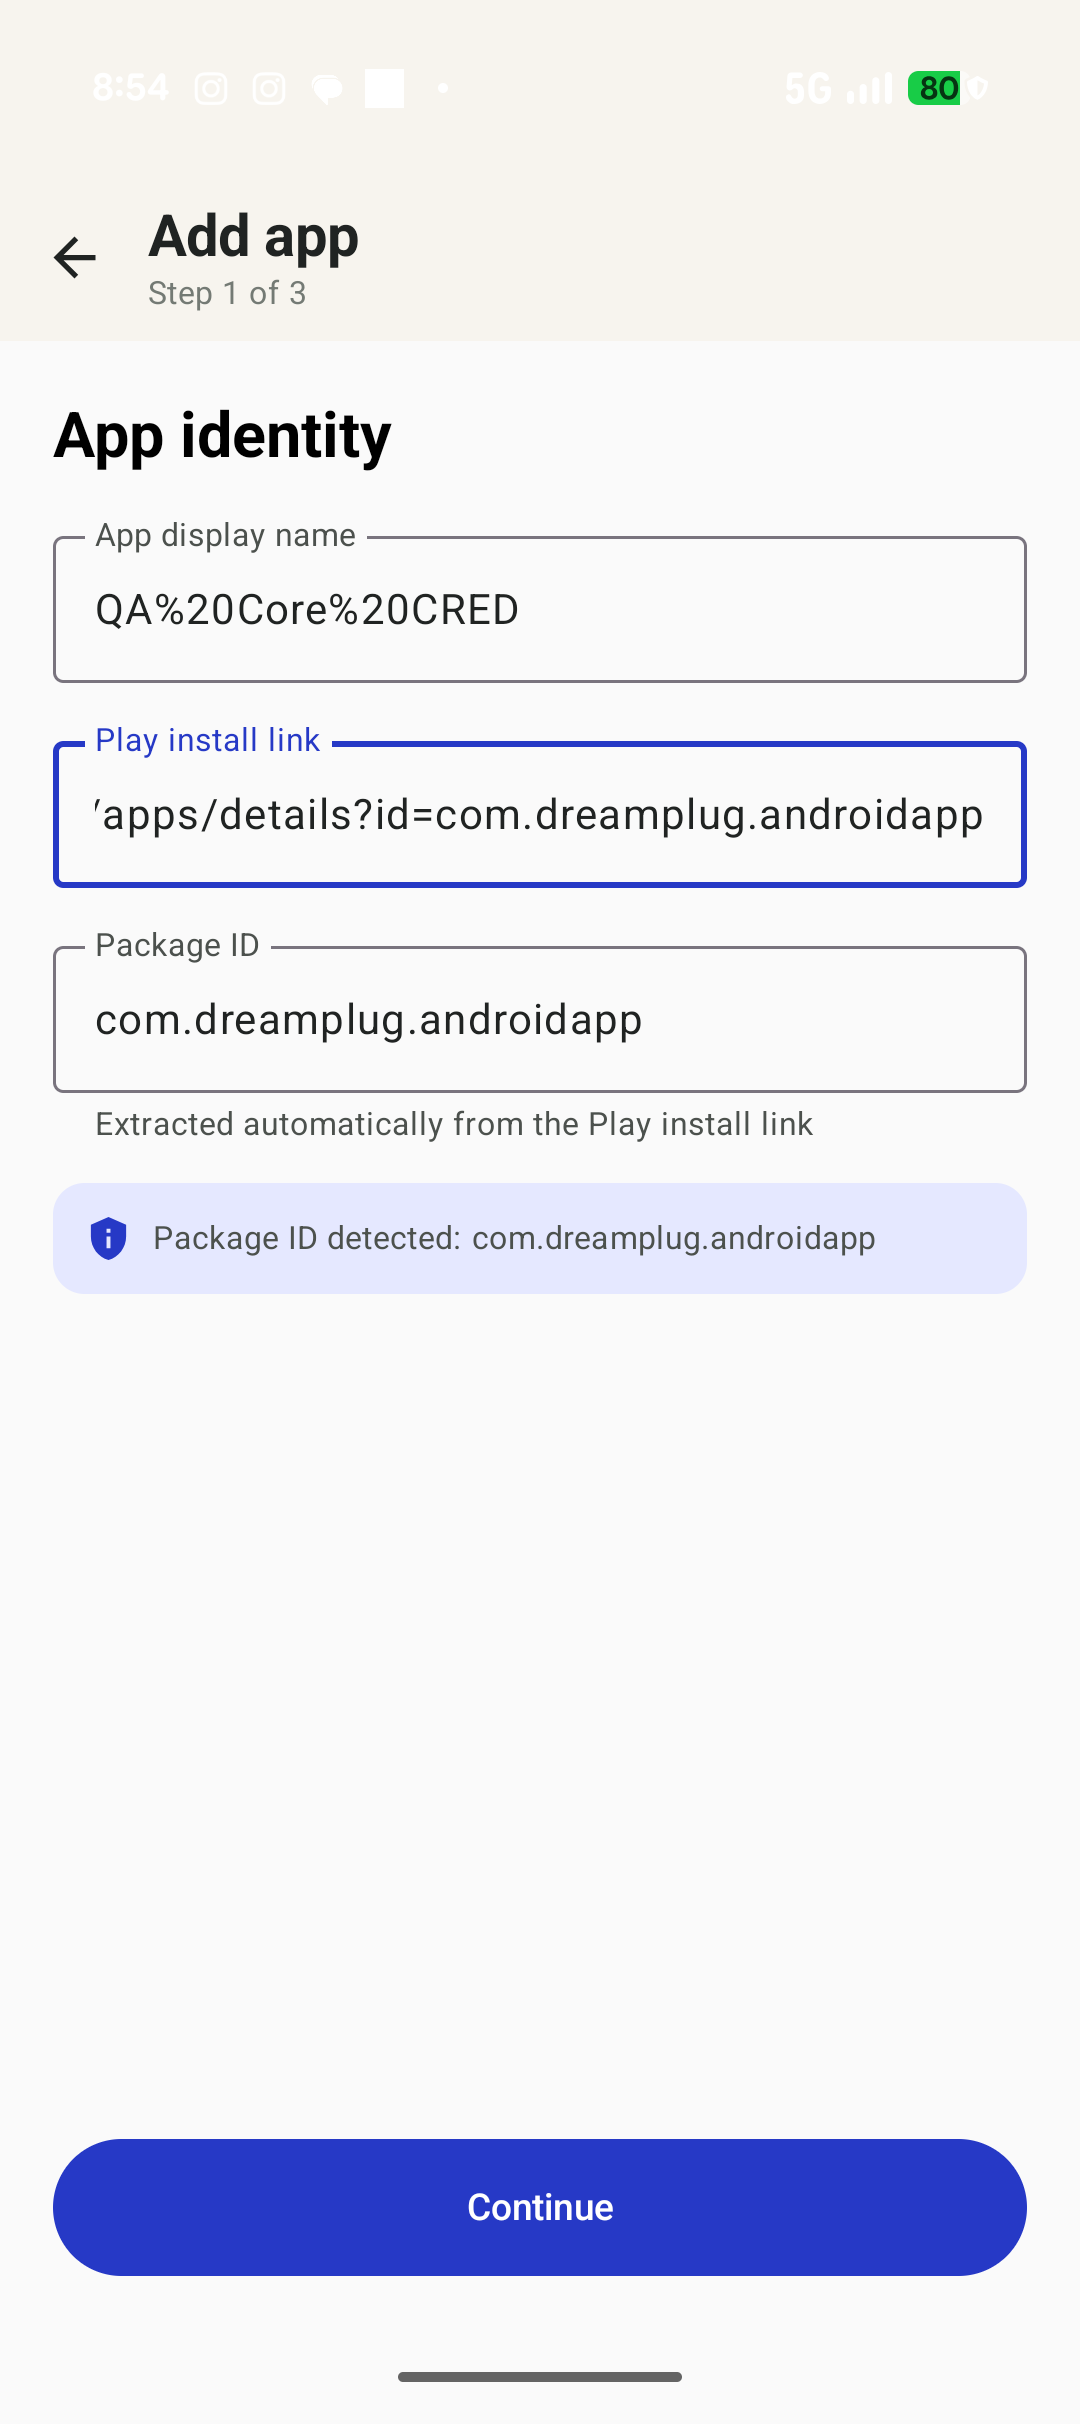 8:54
5G
80
Add app
Step 1 of 3
App identity
App display name
QA%20Core%20CRED
Play install link
/apps/details?id=com.dreamplug.androidapp
Package ID
com.dreamplug.androidapp
Extracted automatically from the Play install link
Package ID detected: com.dreamplug.androidapp
Continue